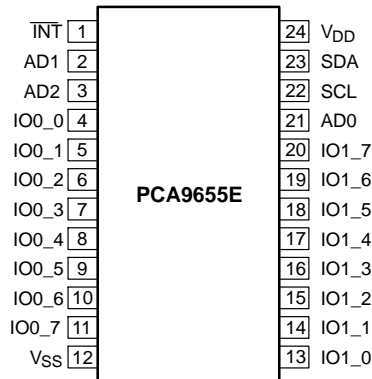 INT 1 24 VDD
AD1 2 23 SDA
AD2 3 22 SCL
IO0_0 4 21 AD0
IO0_1 5 20 IO1_7
IO0_2 6 19 IO1_6
PCA9655E
IO0_3 7 18 IO1_5
IO0_4 8 17 IO1_4
IO0_5 9 16 IO1_3
IO0_6 10 15 IO1_2
IO0_7 11 14 IO1_1
VSS 12 13 IO1_0